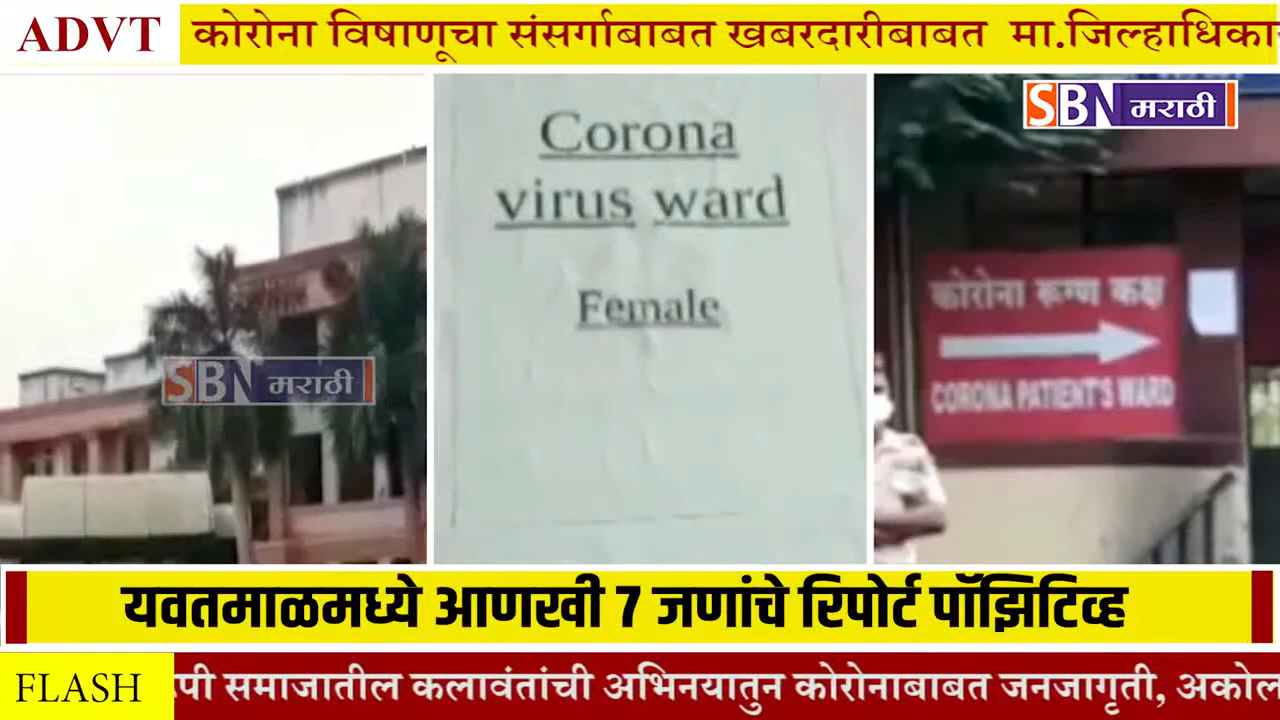 ADVT
कोरोना विषाणूचा संसर्गाबाबत खबरदारीबाबत मा.जिल्हाधिका
SBN मराठी
Corona
virus ward
Female
कोरोना रूग्ण कक्ष
CORONA PATIENT'S WARD
SBN मराठी
यवतमाळमध्ये आणखी 7 जणांचे रिपोर्ट पॉझिटिव्ह
FLASH
पी समाजातील कलावंतांची अभिनयातुन कोरोनाबाबत जनजागृती, अकोल